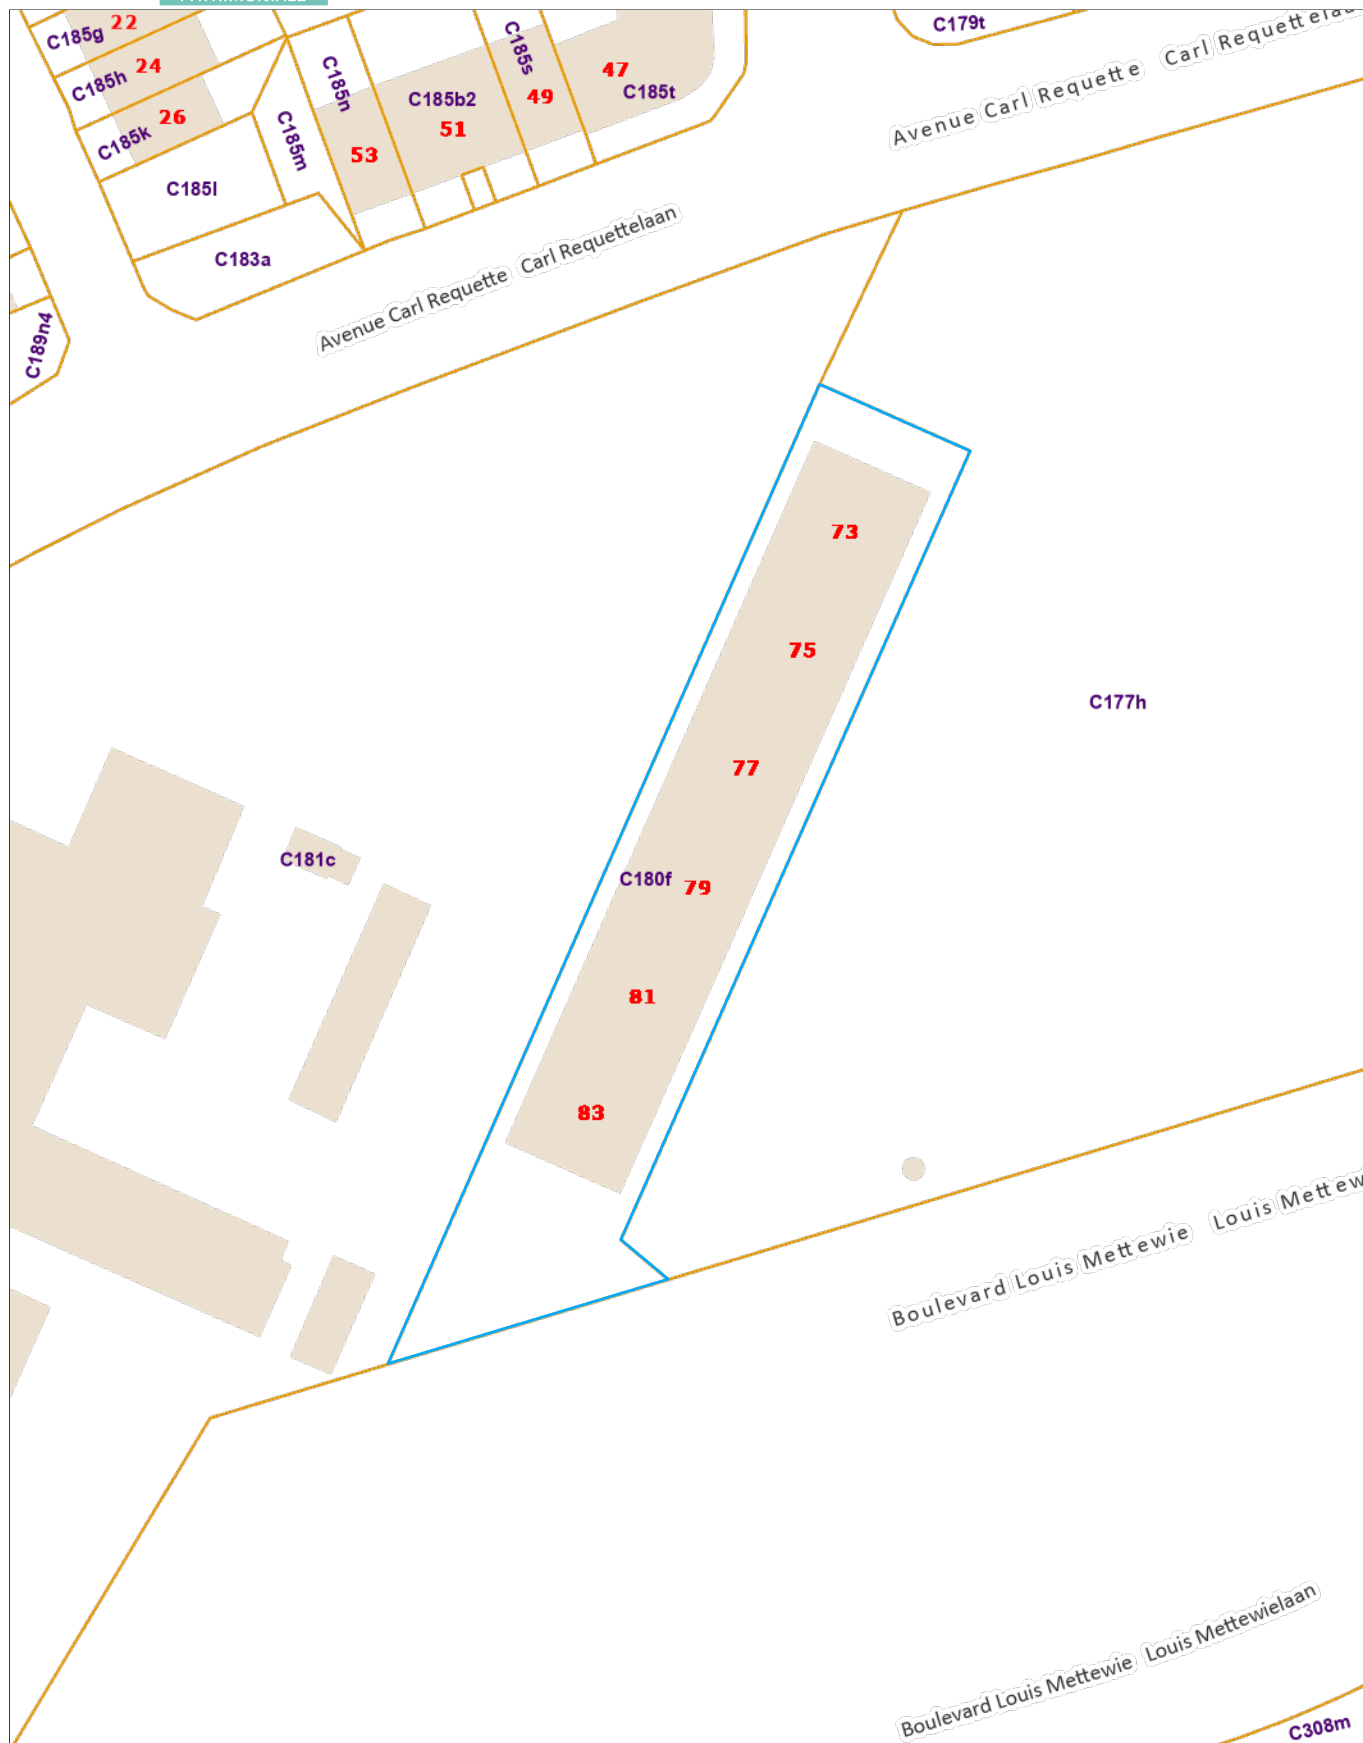 22
C185g
C179t
24
C185h
26
C185k
C185l
C185m
C185n
53
C185b2
51
C185s
49
47
C185t
Avenue Carl Requette Carl Requettelaan
C183a
Avenue Carl Requette Carl Requettelaan
C189n4
73
75
C177h
77
C181c
C180f
79
81
83
Boulevard Louis Mettewie Louis Mettew
Boulevard Louis Mettewie Louis Mettewielaan
C308m